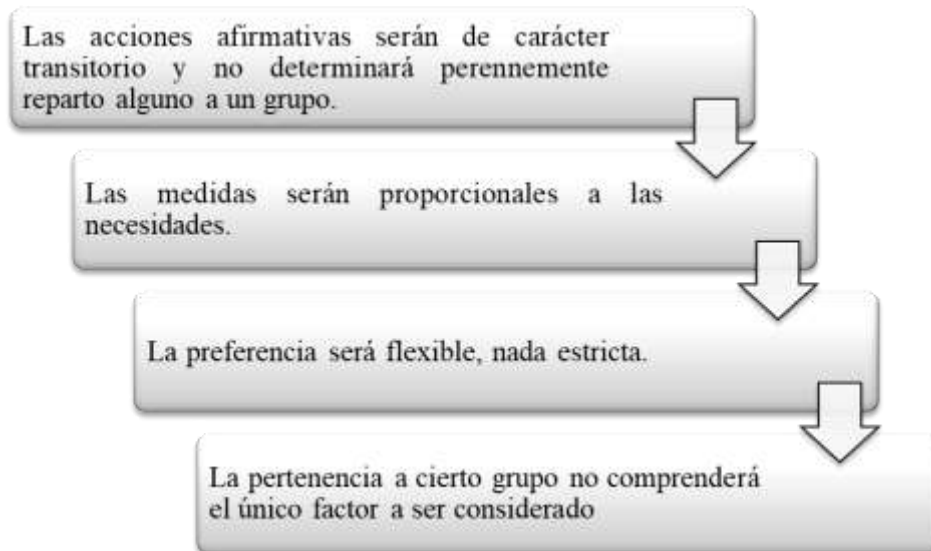 Las acciones afirmativas serán de carácter
transitorio y no determinará perennemente
reparto alguno a un grupo.
Las medidas serán proporcionales a las
necesidades.
La preferencia será flexible, nada estricta.
La pertenencia a cierto grupo no comprenderá
el único factor a ser considerado